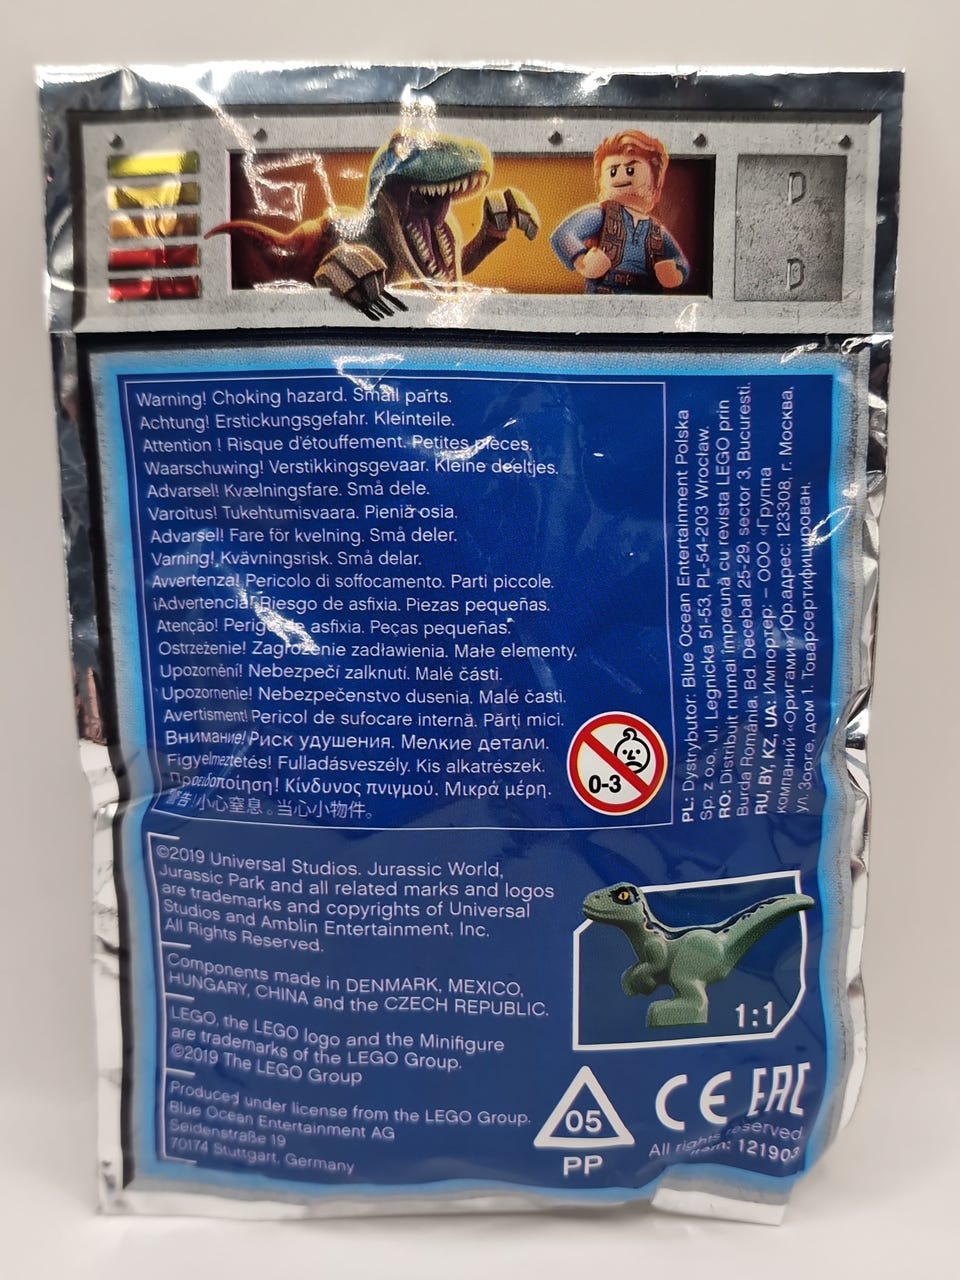 Warning! Choking hazard. Small parts.
Achtung! Erstickungsgefahr. Kleinteile.
Attention ! Risque d'étouffement. Petites pièces.
Waarschuwing! Verstikkingsgevaar. Kleine deeltjes.
Advarsel! Kvælningsfare. Små dele.
Varoitus! Tukehtumisvaara. Pieniä osia.
Advarsel! Fare for kvelning. Små deler.
Varning! Kvävningsrisk. Små delar.
Avvertenza! Pericolo di soffocamento. Parti piccole.
¡Advertencia! Riesgo de asfixia. Piezas pequeñas.
Atenção! Perigo de asfixia. Peças pequeñas.
Ostrzeżenie! Zagrożenie zadławienia. Małe elementy.
Upozornění! Nebezpečí zalknutí. Malé části.
Upozornenie! Nebezpečenstvo dusenia. Malé časti.
Avertisment! Pericol de sufocare internă. Părți mici.
Внимание! Риск удушения. Мелкие детали.
Figyelmeztetés! Fulladásveszély. Kis alkatrészek.
Προειδοποίηση! Κίνδυνος πνιγμού. Μικρά μέρη.
警告!小心窒息。当心小物件。
0-3
PL: Dystrybutor: Blue Ocean Entertainment Polska
Sp. z o.o., ul. Legnicka 51-53, PL-54-203 Wrocław.
RO: Distribuit numai împreună cu revista LEGO prin
Burda România. Bd. Decebal 25-29, sector 3, București.
RU, BY, KZ, UA: Импортер: – ООО «Группа
компаний «Оригами» Юр.адрес: 123308, г. Москва,
ул. Зорге, дом 1. Товар сертифицирован.
©2019 Universal Studios. Jurassic World,
Jurassic Park and all related marks and logos
are trademarks and copyrights of Universal
Studios and Amblin Entertainment, Inc.
All Rights Reserved.
Components made in DENMARK, MEXICO,
HUNGARY, CHINA and the CZECH REPUBLIC.
LEGO, the LEGO logo and the Minifigure
are trademarks of the LEGO Group.
©2019 The LEGO Group
Produced under license from the LEGO Group.
Blue Ocean Entertainment AG
Seidenstraße 19
70174 Stuttgart, Germany
1:1
05
PP
CE EAC
All rights reserved
Item: 121903